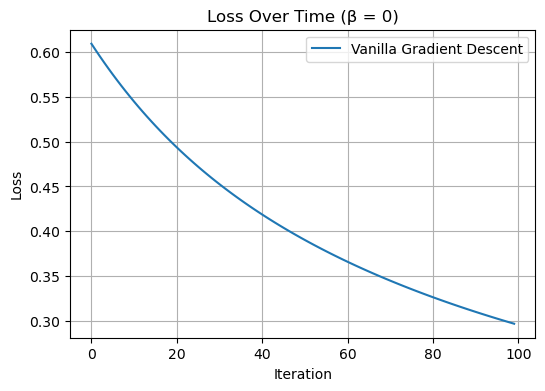 Loss Over Time (β = 0)
Vanilla Gradient Descent
0.60
0.55
0.50
0.45
0.40
0.35
0.30
Loss
0 20 40 60 80 100
Iteration